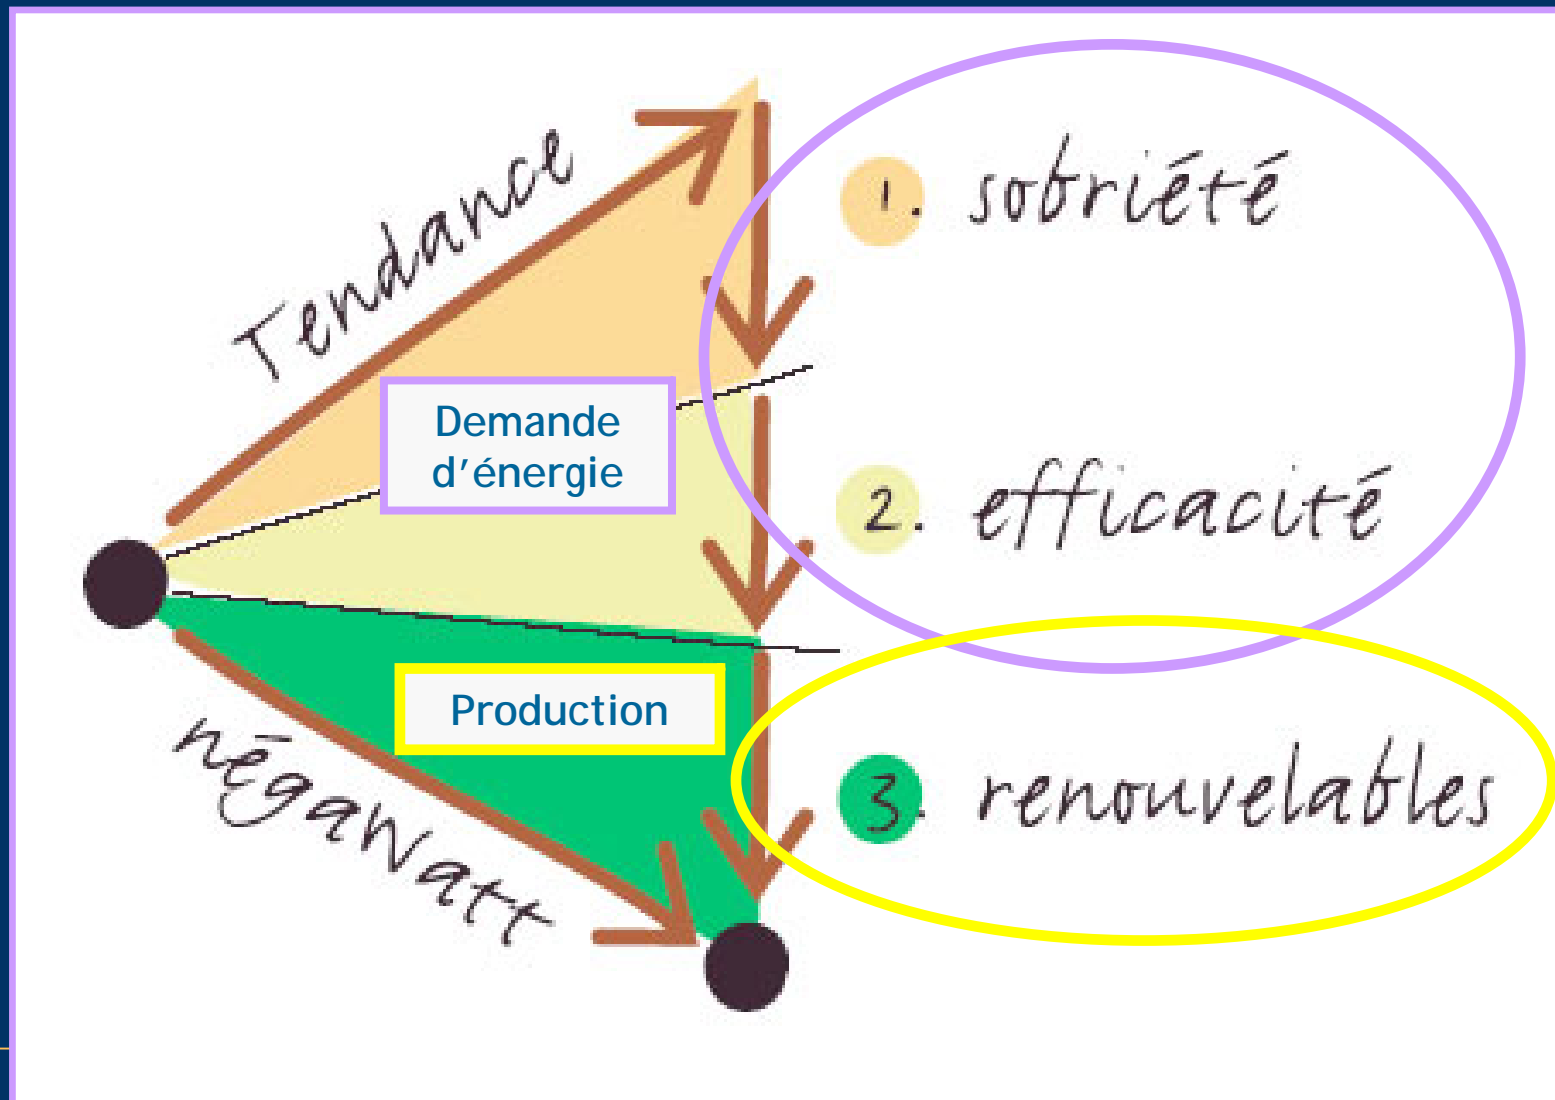 Tendance
1. sobriété
Demande
d’énergie
2. efficacité
Production
négaWatt
3. renouvelables